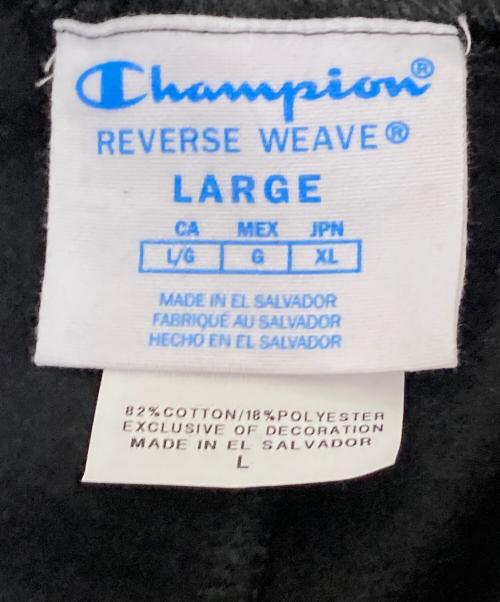 Champion®
REVERSE WEAVE®
LARGE
CA MEX JPN
L/G G XL
MADE IN EL SALVADOR
FABRIQUÉ AU SALVADOR
HECHO EN EL SALVADOR
82%COTTON/18%POLYESTER
EXCLUSIVE OF DECORATION
MADE IN EL SALVADOR
L